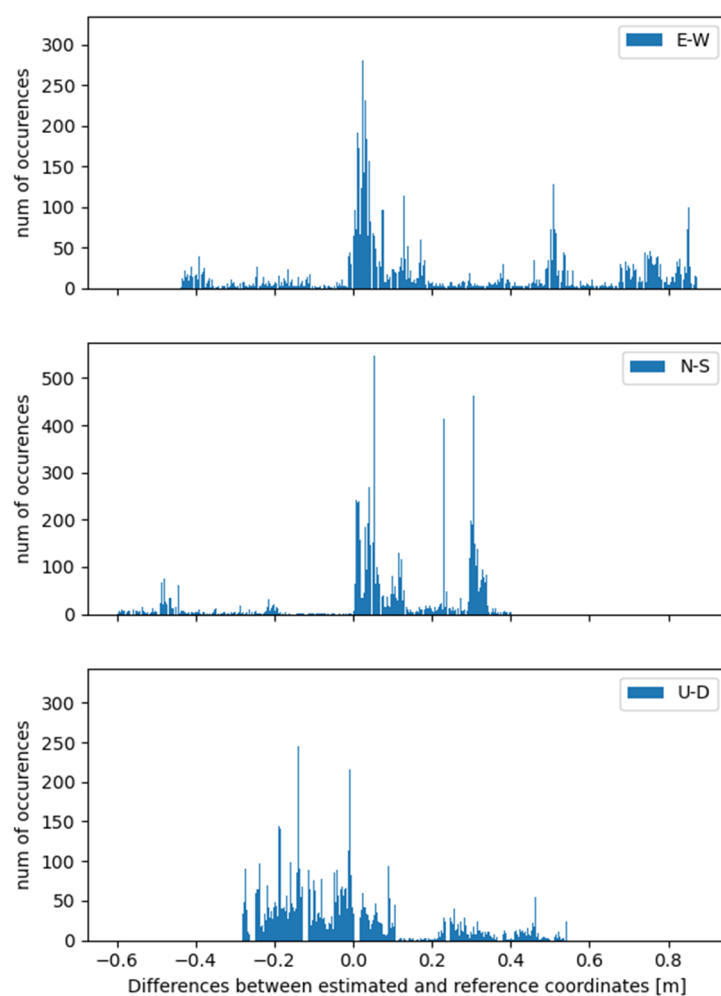 E-W
num of occurences
300
250
200
150
100
50
0
N-S
num of occurences
500
400
300
200
100
0
U-D
num of occurences
300
250
200
150
100
50
0
−0.6 −0.4 −0.2 0.0 0.2 0.4 0.6 0.8
Differences between estimated and reference coordinates [m]